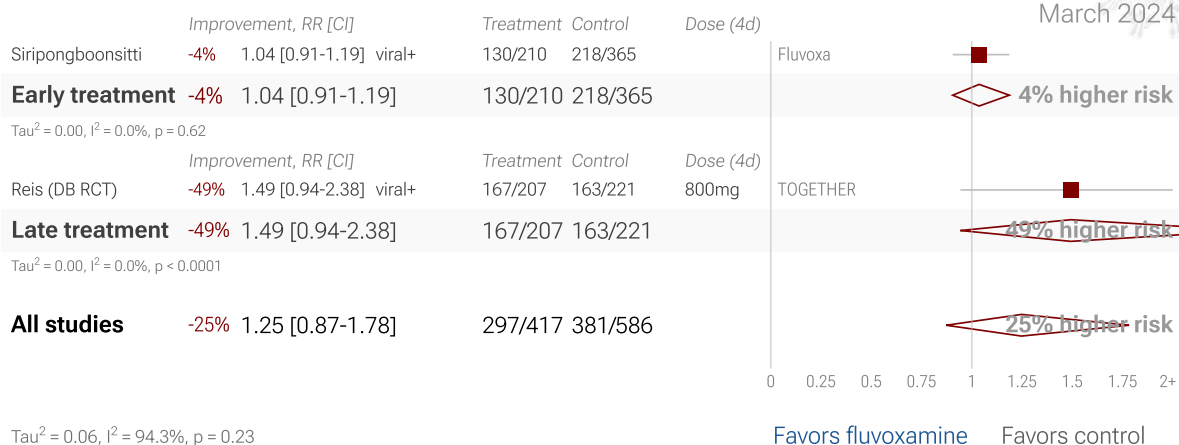 March 2024
Improvement, RR [CI] Treatment Control Dose (4d)
Siripongboonsitti -4% 1.04 [0.91-1.19] viral+ 130/210 218/365 Fluvoxa
Early treatment -4% 1.04 [0.91-1.19] 130/210 218/365 4% higher risk
Tau² = 0.00, I² = 0.0%, p = 0.62
Improvement, RR [CI] Treatment Control Dose (4d)
Reis (DB RCT) -49% 1.49 [0.94-2.38] viral+ 167/207 163/221 800mg TOGETHER
Late treatment -49% 1.49 [0.94-2.38] 167/207 163/221 49% higher risk
Tau² = 0.00, I² = 0.0%, p < 0.0001
All studies -25% 1.25 [0.87-1.78] 297/417 381/586 25% higher risk
0 0.25 0.5 0.75 1 1.25 1.5 1.75 2+
Tau² = 0.06, I² = 94.3%, p = 0.23 Favors fluvoxamine Favors control